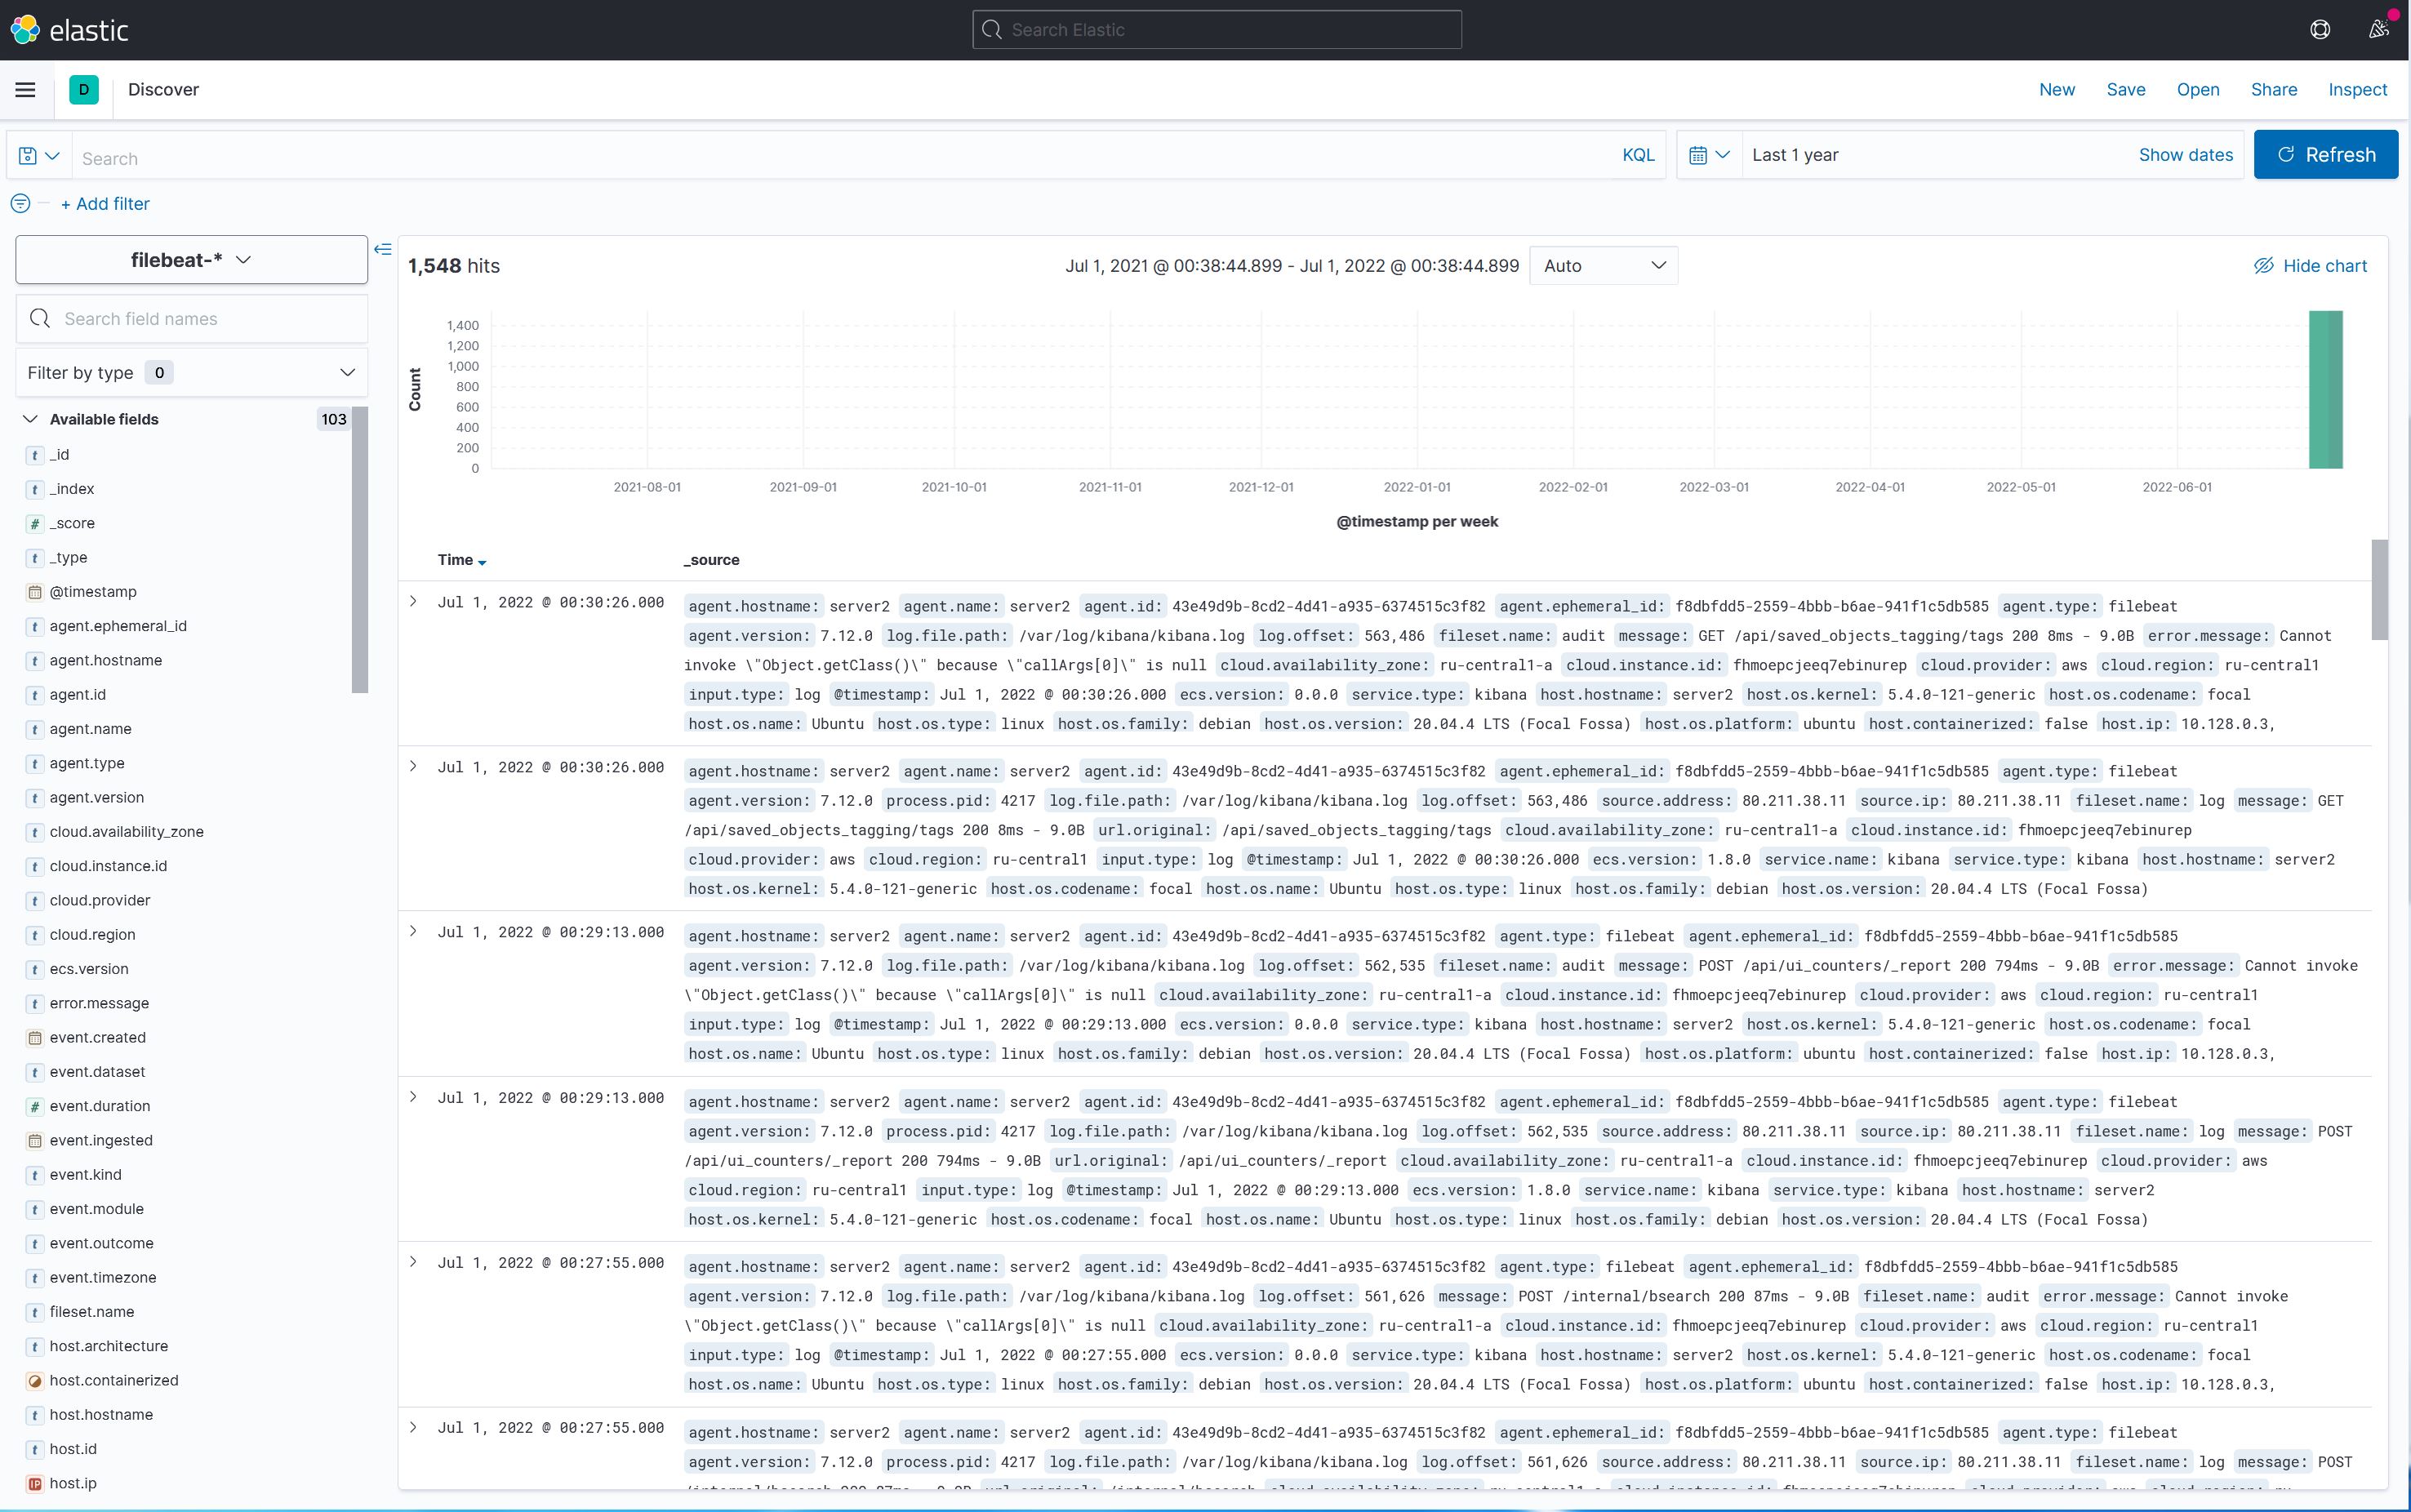 elastic
Search Elastic
D Discover
New Save Open Share Inspect
Search KQL Last 1 year Show dates Refresh
+ Add filter
filebeat-*
Search field names
Filter by type 0
Available fields 103
_id
_index
_score
_type
@timestamp
agent.ephemeral_id
agent.hostname
agent.id
agent.name
agent.type
agent.version
cloud.availability_zone
cloud.instance.id
cloud.provider
cloud.region
ecs.version
error.message
event.created
event.dataset
event.duration
event.ingested
event.kind
event.module
event.outcome
event.timezone
fileset.name
host.architecture
host.containerized
host.hostname
host.id
host.ip
1,548 hits
Jul 1, 2021 @ 00:38:44.899 - Jul 1, 2022 @ 00:38:44.899 Auto
Hide chart
Count
1,400
1,200
1,000
800
600
400
200
0
2021-08-01 2021-09-01 2021-10-01 2021-11-01 2021-12-01 2022-01-01 2022-02-01 2022-03-01 2022-04-01 2022-05-01 2022-06-01
@timestamp per week
Time _source
Jul 1, 2022 @ 00:30:26.000 agent.hostname: server2 agent.name: server2 agent.id: 43e49d9b-8cd2-4d41-a935-6374515c3f82 agent.ephemeral_id: f8dbfdd5-2559-4bbb-b6ae-941f1c5db585 agent.type: filebeat
agent.version: 7.12.0 log.file.path: /var/log/kibana/kibana.log log.offset: 563,486 fileset.name: audit message: GET /api/saved_objects_tagging/tags 200 8ms - 9.0B error.message: Cannot
invoke \"Object.getClass()\" because \"callArgs[0]\" is null cloud.availability_zone: ru-central1-a cloud.instance.id: fhmoepcjeeq7ebinurep cloud.provider: aws cloud.region: ru-central1
input.type: log @timestamp: Jul 1, 2022 @ 00:30:26.000 ecs.version: 0.0.0 service.type: kibana host.hostname: server2 host.os.kernel: 5.4.0-121-generic host.os.codename: focal
host.os.name: Ubuntu host.os.type: linux host.os.family: debian host.os.version: 20.04.4 LTS (Focal Fossa) host.os.platform: ubuntu host.containerized: false host.ip: 10.128.0.3,
Jul 1, 2022 @ 00:30:26.000 agent.hostname: server2 agent.name: server2 agent.id: 43e49d9b-8cd2-4d41-a935-6374515c3f82 agent.ephemeral_id: f8dbfdd5-2559-4bbb-b6ae-941f1c5db585 agent.type: filebeat
agent.version: 7.12.0 process.pid: 4217 log.file.path: /var/log/kibana/kibana.log log.offset: 563,486 source.address: 80.211.38.11 source.ip: 80.211.38.11 fileset.name: log message: GET
/api/saved_objects_tagging/tags 200 8ms - 9.0B url.original: /api/saved_objects_tagging/tags cloud.availability_zone: ru-central1-a cloud.instance.id: fhmoepcjeeq7ebinurep
cloud.provider: aws cloud.region: ru-central1 input.type: log @timestamp: Jul 1, 2022 @ 00:30:26.000 ecs.version: 1.8.0 service.name: kibana service.type: kibana host.hostname: server2
host.os.kernel: 5.4.0-121-generic host.os.codename: focal host.os.name: Ubuntu host.os.type: linux host.os.family: debian host.os.version: 20.04.4 LTS (Focal Fossa)
Jul 1, 2022 @ 00:29:13.000 agent.hostname: server2 agent.name: server2 agent.id: 43e49d9b-8cd2-4d41-a935-6374515c3f82 agent.type: filebeat agent.ephemeral_id: f8dbfdd5-2559-4bbb-b6ae-941f1c5db585
agent.version: 7.12.0 log.file.path: /var/log/kibana/kibana.log log.offset: 562,535 fileset.name: audit message: POST /api/ui_counters/_report 200 794ms - 9.0B error.message: Cannot invoke
\"Object.getClass()\" because \"callArgs[0]\" is null cloud.availability_zone: ru-central1-a cloud.instance.id: fhmoepcjeeq7ebinurep cloud.provider: aws cloud.region: ru-central1
input.type: log @timestamp: Jul 1, 2022 @ 00:29:13.000 ecs.version: 0.0.0 service.type: kibana host.hostname: server2 host.os.kernel: 5.4.0-121-generic host.os.codename: focal
host.os.name: Ubuntu host.os.type: linux host.os.family: debian host.os.version: 20.04.4 LTS (Focal Fossa) host.os.platform: ubuntu host.containerized: false host.ip: 10.128.0.3,
Jul 1, 2022 @ 00:29:13.000 agent.hostname: server2 agent.name: server2 agent.id: 43e49d9b-8cd2-4d41-a935-6374515c3f82 agent.ephemeral_id: f8dbfdd5-2559-4bbb-b6ae-941f1c5db585 agent.type: filebeat
agent.version: 7.12.0 process.pid: 4217 log.file.path: /var/log/kibana/kibana.log log.offset: 562,535 source.address: 80.211.38.11 source.ip: 80.211.38.11 fileset.name: log message: POST
/api/ui_counters/_report 200 794ms - 9.0B url.original: /api/ui_counters/_report cloud.availability_zone: ru-central1-a cloud.instance.id: fhmoepcjeeq7ebinurep cloud.provider: aws
cloud.region: ru-central1 input.type: log @timestamp: Jul 1, 2022 @ 00:29:13.000 ecs.version: 1.8.0 service.name: kibana service.type: kibana host.hostname: server2
host.os.kernel: 5.4.0-121-generic host.os.codename: focal host.os.name: Ubuntu host.os.type: linux host.os.family: debian host.os.version: 20.04.4 LTS (Focal Fossa)
Jul 1, 2022 @ 00:27:55.000 agent.hostname: server2 agent.name: server2 agent.id: 43e49d9b-8cd2-4d41-a935-6374515c3f82 agent.type: filebeat agent.ephemeral_id: f8dbfdd5-2559-4bbb-b6ae-941f1c5db585
agent.version: 7.12.0 log.file.path: /var/log/kibana/kibana.log log.offset: 561,626 message: POST /internal/bsearch 200 87ms - 9.0B fileset.name: audit error.message: Cannot invoke
\"Object.getClass()\" because \"callArgs[0]\" is null cloud.availability_zone: ru-central1-a cloud.instance.id: fhmoepcjeeq7ebinurep cloud.provider: aws cloud.region: ru-central1
input.type: log @timestamp: Jul 1, 2022 @ 00:27:55.000 ecs.version: 0.0.0 service.type: kibana host.hostname: server2 host.os.kernel: 5.4.0-121-generic host.os.codename: focal
host.os.name: Ubuntu host.os.type: linux host.os.family: debian host.os.version: 20.04.4 LTS (Focal Fossa) host.os.platform: ubuntu host.containerized: false host.ip: 10.128.0.3,
Jul 1, 2022 @ 00:27:55.000 agent.hostname: server2 agent.name: server2 agent.id: 43e49d9b-8cd2-4d41-a935-6374515c3f82 agent.ephemeral_id: f8dbfdd5-2559-4bbb-b6ae-941f1c5db585 agent.type: filebeat
agent.version: 7.12.0 process.pid: 4217 log.file.path: /var/log/kibana/kibana.log log.offset: 561,626 source.address: 80.211.38.11 source.ip: 80.211.38.11 fileset.name: log message: POST